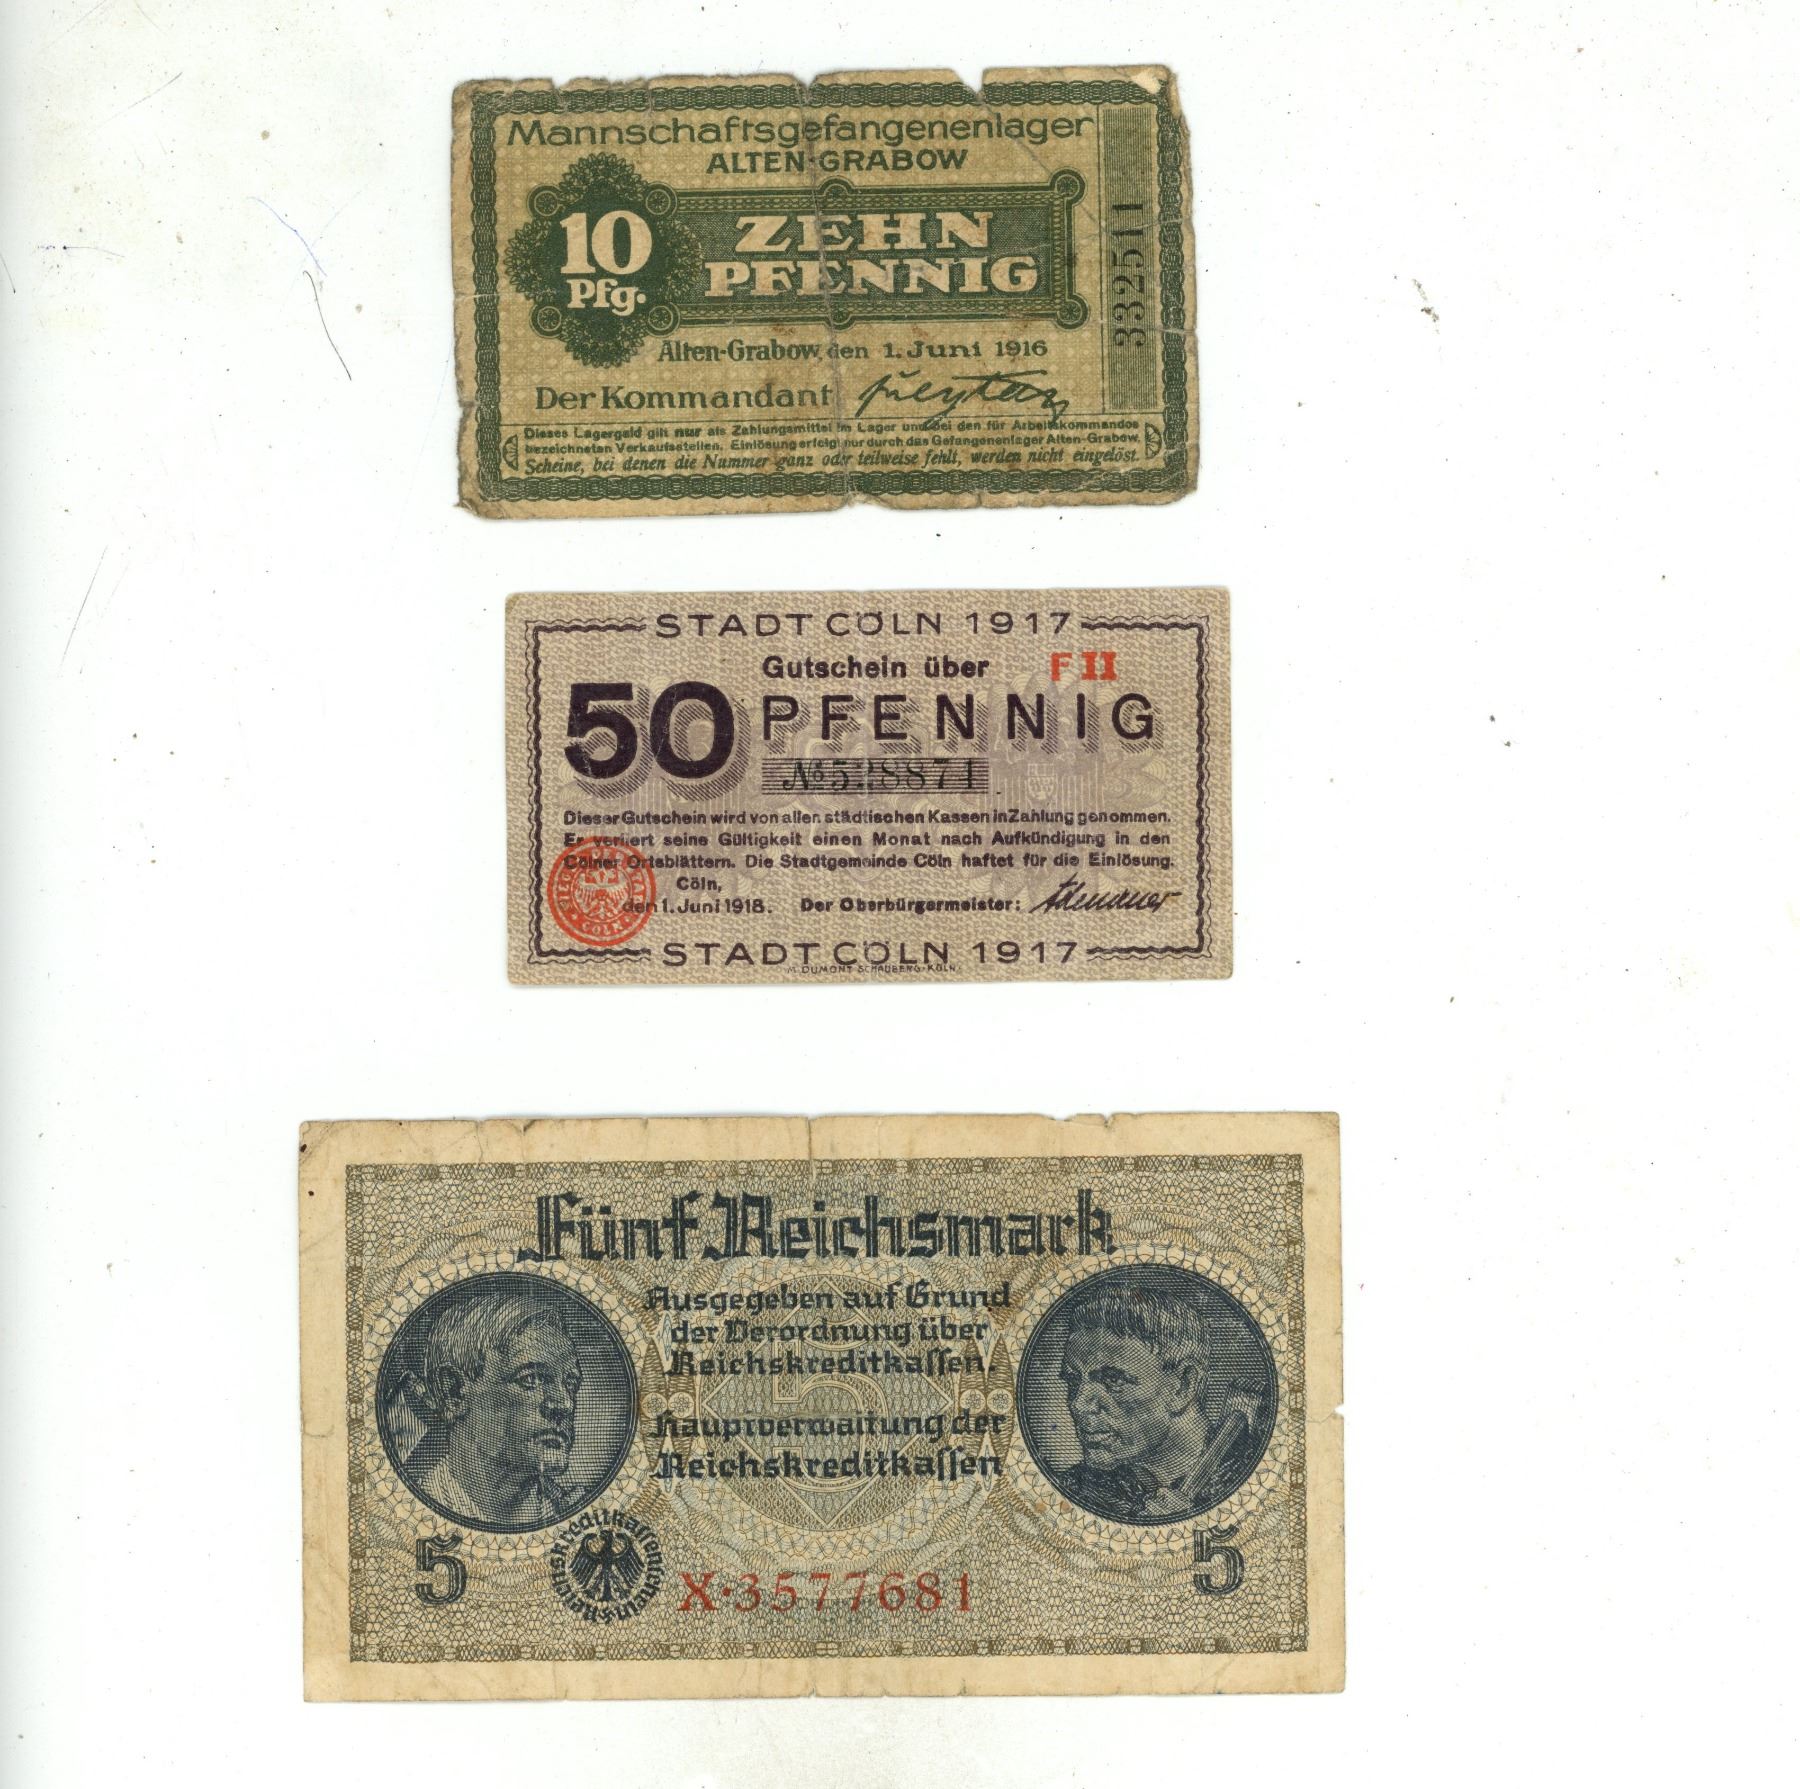 Mannschaftsgefangenenlager
ALTEN-GRABOW
10
Pfg.
ZEHN
PFENNIG
332511
Alten-Grabow, den 1. Juni 1916
Der Kommandant
Dieses Lagergeld gilt nur als Zahlungsmittel im Lager und bei den für Arbeitskommandos
bezeichneten Verkaufsstellen. Einlösung erfolgt nur durch das Gefangenenlager Alten-Grabow.
Scheine, bei denen die Nummer ganz oder teilweise fehlt, werden nicht eingelöst.
STADT CÖLN 1917
Gutschein über
F II
50
PFENNIG
№ 528871
Dieser Gutschein wird von allen städtischen Kassen in Zahlung genommen.
Er verliert seine Gültigkeit einen Monat nach Aufkündigung in den
Cölner Ortsblättern. Die Stadtgemeinde Cöln haftet für die Einlösung.
Cöln,
den 1. Juni 1918. Der Oberbürgermeister: Adenauer
CÖLN
STADT CÖLN 1917
M. DUMONT SCHAUBERG, KÖLN.
Fünf Reichsmark
Ausgegeben auf Grund
der Verordnung über
Reichskreditkassen.
Hauptverwaltung der
Reichskreditkassen
5
5
5
Reichskreditkassenschein
X·3577681